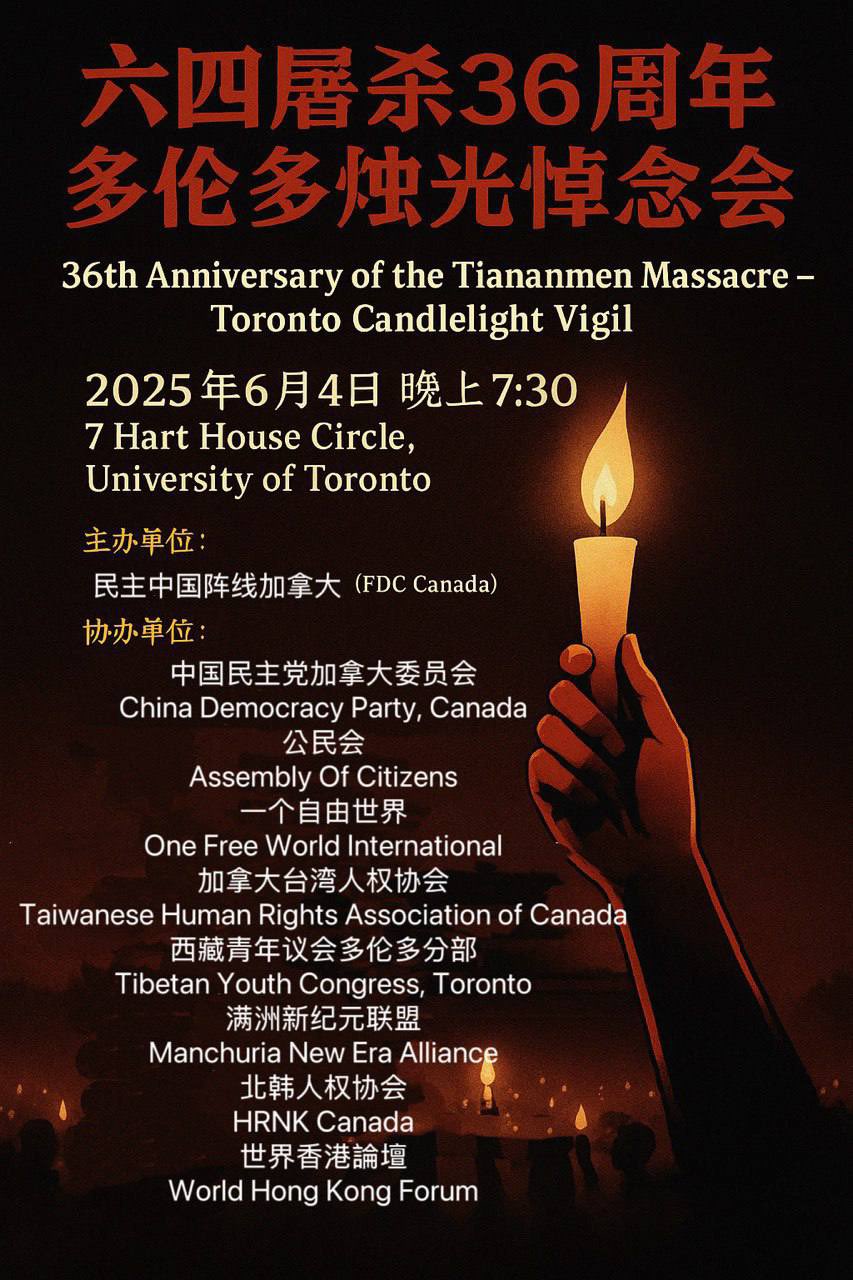 六四屠杀36周年
多伦多烛光悼念会
36th Anniversary of the Tiananmen Massacre –
Toronto Candlelight Vigil
2025年6月4日 晚上7:30
7 Hart House Circle,
University of Toronto
主办单位：
民主中国阵线加拿大（FDC Canada）
协办单位：
中国民主党加拿大委员会
China Democracy Party, Canada
公民会
Assembly Of Citizens
一个自由世界
One Free World International
加拿大台湾人权协会
Taiwanese Human Rights Association of Canada
西藏青年议会多伦多分部
Tibetan Youth Congress, Toronto
满洲新纪元联盟
Manchuria New Era Alliance
北韩人权协会
HRNK Canada
世界香港論壇
World Hong Kong Forum